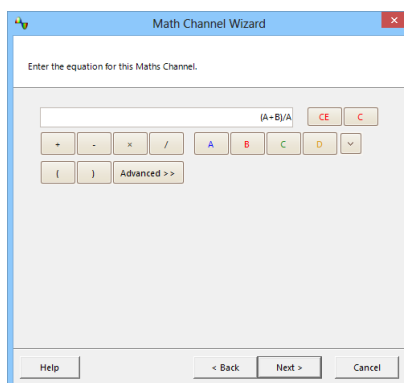 Math Channel Wizard
Enter the equation for this Maths Channel.
(A+B)/A CE C
+ - × / A B C D
( ) Advanced >>
Help < Back Next > Cancel